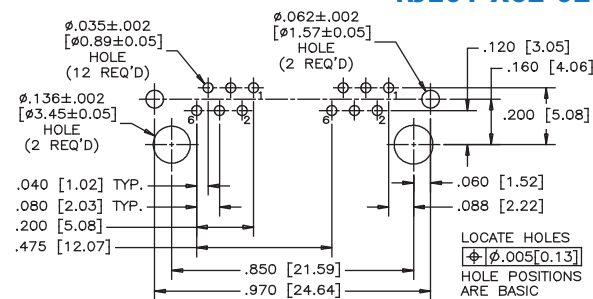 ø.035±.002
[ø0.89±0.05]
HOLE
(12 REQ'D)
ø.062±.002
[ø1.57±0.05]
HOLE
(2 REQ'D)
.120 [3.05]
.160 [4.06]
.200 [5.08]
ø.136±.002
[ø3.45±0.05]
HOLE
(2 REQ'D)
1
6
2
1
6
2
.040 [1.02] TYP.
.080 [2.03] TYP.
.200 [5.08]
.475 [12.07]
.060 [1.52]
.088 [2.22]
.850 [21.59]
.970 [24.64]
LOCATE HOLES
⌖ ø.005[0.13]
HOLE POSITIONS
ARE BASIC